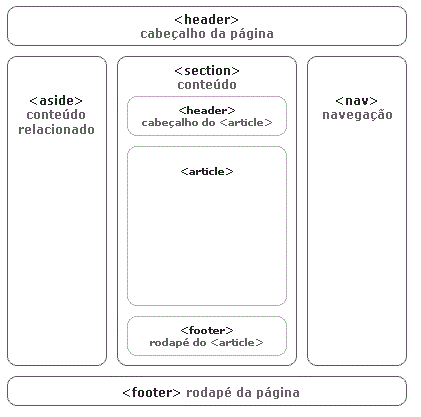 <header>
cabeçalho da página
<aside>
conteúdo
relacionado
<section>
conteúdo
<header>
cabeçalho do <article>
<article>
<footer>
rodapé do <article>
<nav>
navegação
<footer> rodapé da página